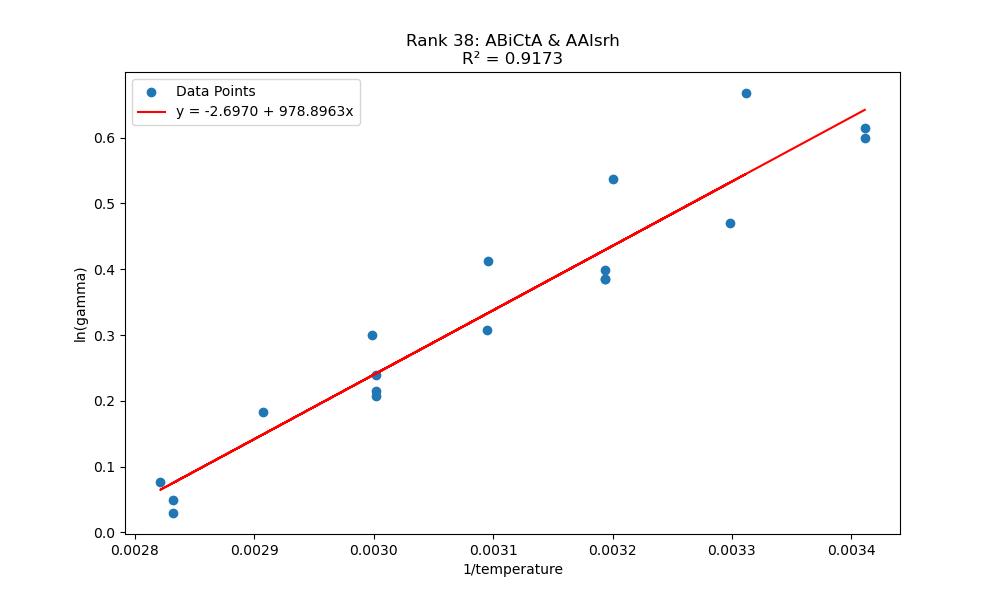 Rank 38: ABiCtA & AAlsrh
R² = 0.9173
Data Points
y = -2.6970 + 978.8963x
ln(gamma)
0.6
0.5
0.4
0.3
0.2
0.1
0.0
0.0028 0.0029 0.0030 0.0031 0.0032 0.0033 0.0034
1/temperature